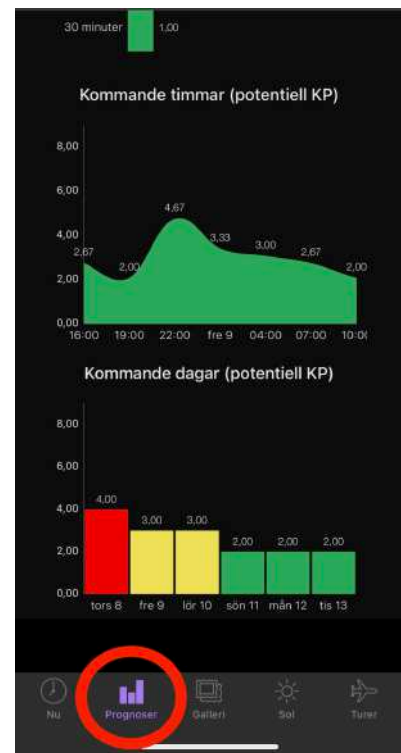 30 minuter 1,00
Kommande timmar (potentiell KP)
8,00
6,00
4,67
4,00
3,33
3,00
2,67
2,67
2,00
2,00
2,00
0,00
16:00 19:00 22:00 fre 9 04:00 07:00 10:0
Kommande dagar (potentiell KP)
8,00
6,00
4,00
4,00
3,00 3,00
2,00 2,00 2,00
2,00
0,00
tors 8 fre 9 lör 10 sön 11 mån 12 tis 13
Nu Prognoser Galleri Sol Turer